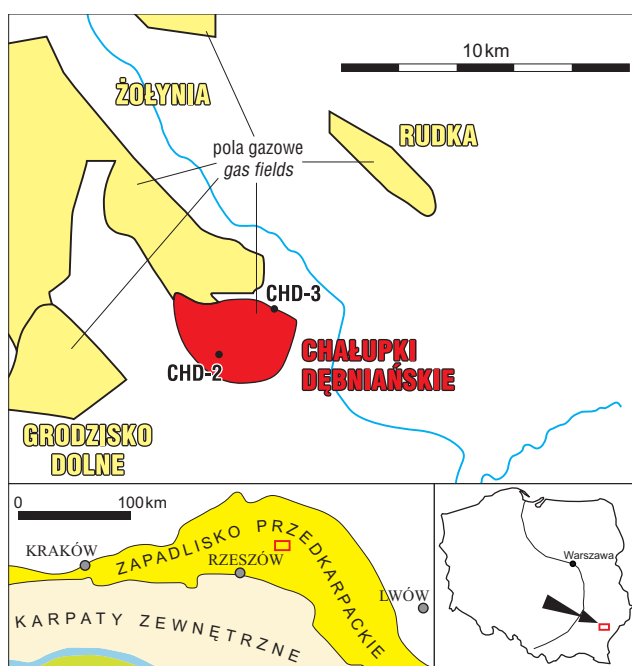 10 km
ŻOŁYNIA
RUDKA
pola gazowe
gas fields
CHD-3
CHAŁUPKI
DĘBNIAŃSKIE
CHD-2
GRODZISKO
DOLNE
0 100 km
KRAKÓW
ZAPADLISKO PRZEDKARPACKIE
RZESZÓW
LWÓW
KARPATY ZEWNĘTRZNE
Warszawa